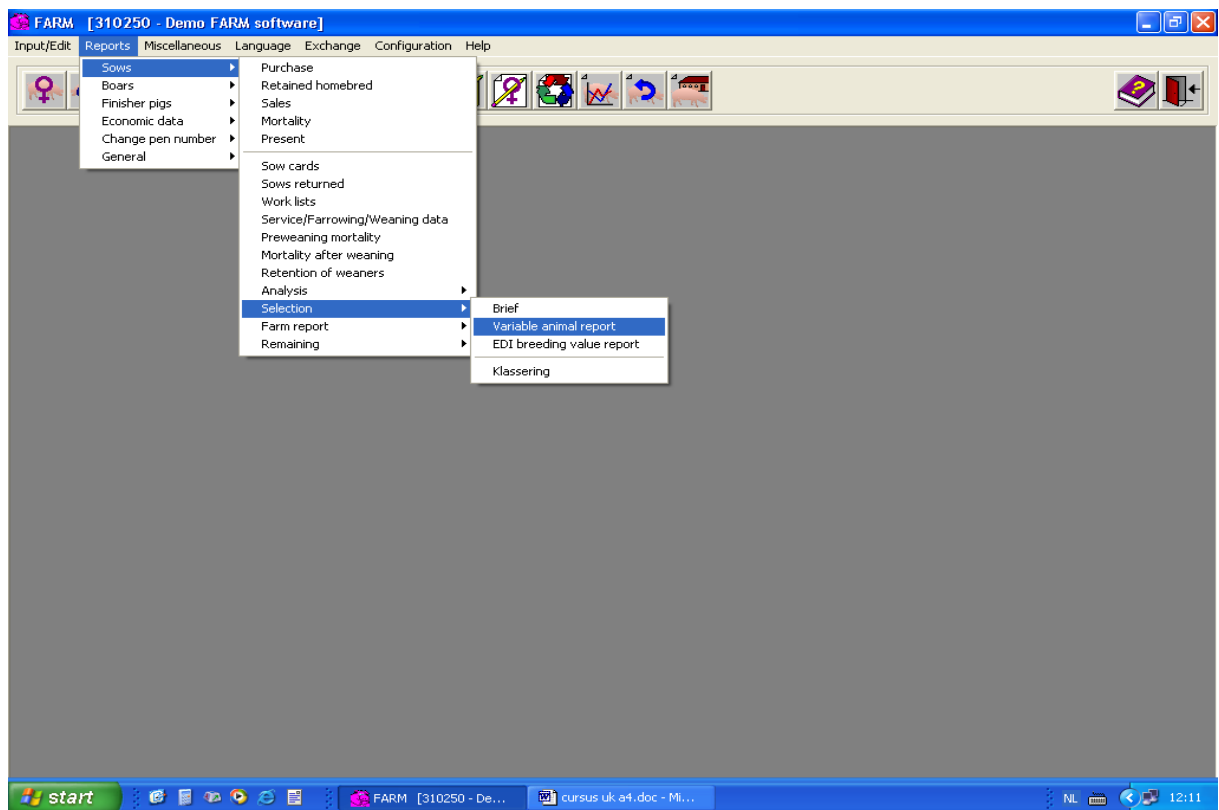 FARM [310250 - Demo FARM software]
Input/Edit Reports Miscellaneous Language Exchange Configuration Help
Sows
Boars
Finisher pigs
Economic data
Change pen number
General
Purchase
Retained homebred
Sales
Mortality
Present
Sow cards
Sows returned
Work lists
Service/Farrowing/Weaning data
Preweaning mortality
Mortality after weaning
Retention of weaners
Analysis
Selection
Farm report
Remaining
Brief
Variable animal report
EDI breeding value report
Klassering
start
FARM [310250 - De...
cursus uk a4.doc - Mi...
NL
12:11